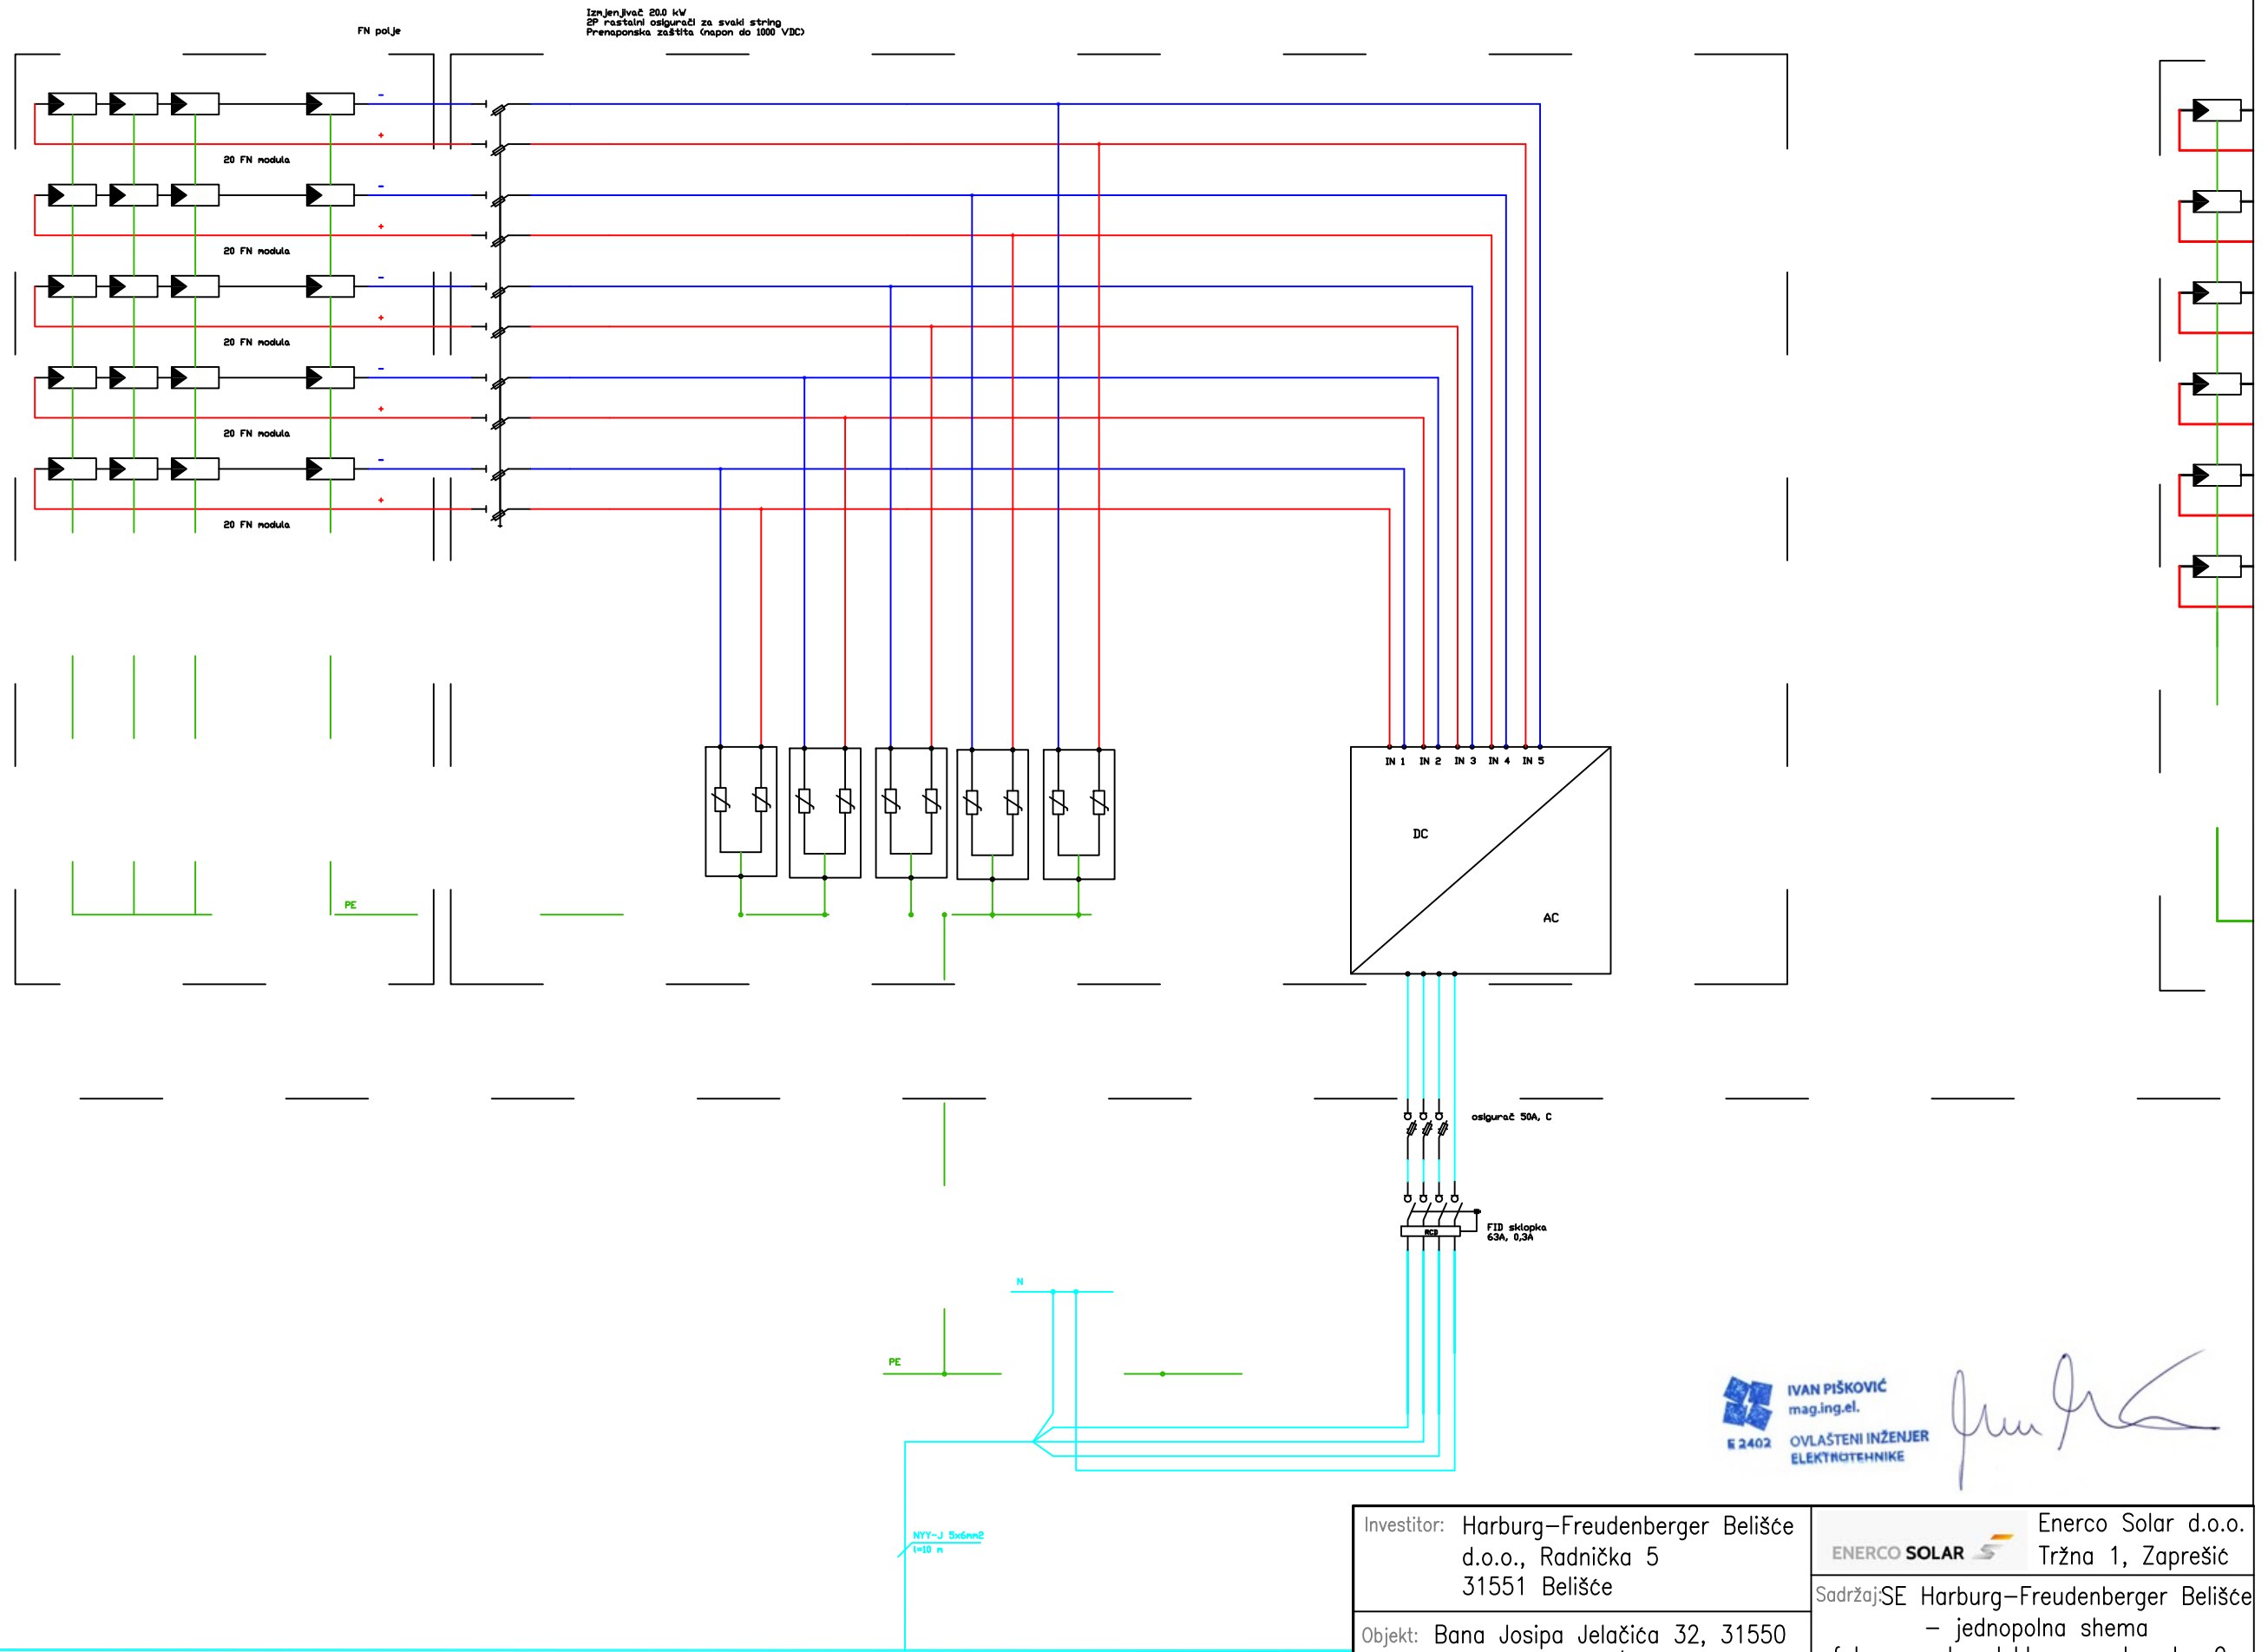 Izmjenjivač 20.0 kW
2P rastalni osigurači za svaki string
Prenaponska zaštita (napon do 1000 VDC)
FN polje
-
+
20 FN modula
-
+
20 FN modula
-
+
20 FN modula
-
+
20 FN modula
-
+
20 FN modula
IN 1 IN 2 IN 3 IN 4 IN 5
DC
AC
PE
osigurač 50A, C
FID sklopka
63A, 0,3A
RCD
N
PE
IVAN PIŠKOVIĆ
mag.ing.el.
E 2402 OVLAŠTENI INŽENJER
ELEKTROTEHNIKE
NYY-J 5x6mm2
l=10 m
Investitor: Harburg-Freudenberger Belišće
d.o.o., Radnička 5
31551 Belišće
Objekt: Bana Josipa Jelačića 32, 31550
ENERCO SOLAR
Enerco Solar d.o.o.
Tržna 1, Zaprešić
Sadržaj: SE Harburg-Freudenberger Belišće
- jednopolna shema